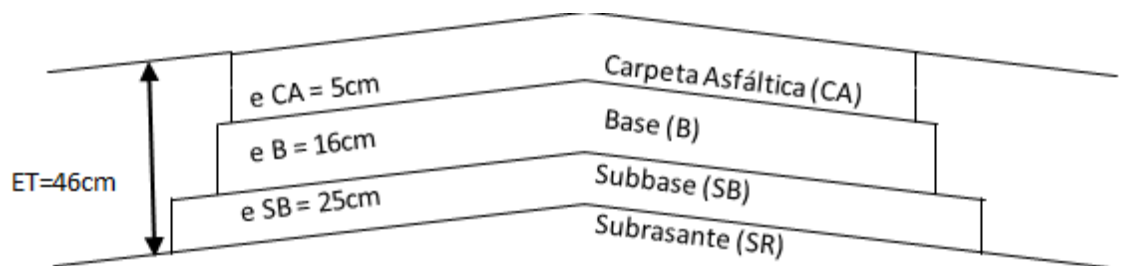 e CA = 5cm
Carpeta Asfáltica (CA)
e B = 16cm
Base (B)
ET=46cm
e SB = 25cm
Subbase (SB)
Subrasante (SR)